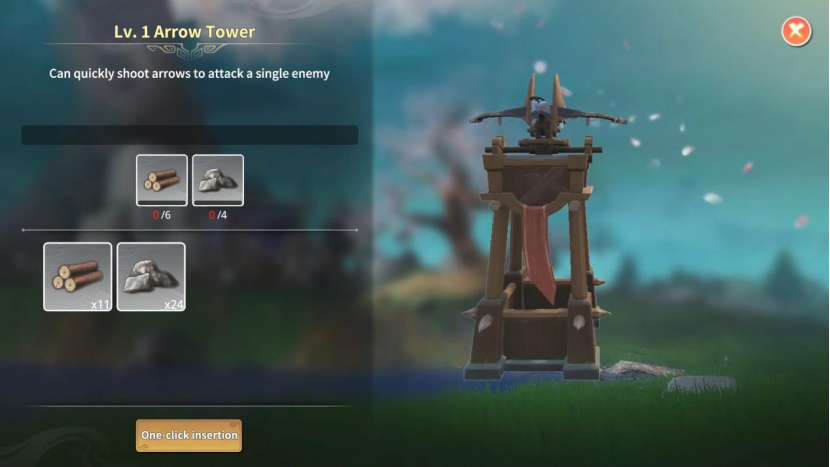 Lv. 1 Arrow Tower
Can quickly shoot arrows to attack a single enemy
0/6
0/4
x11
x24
One-click insertion